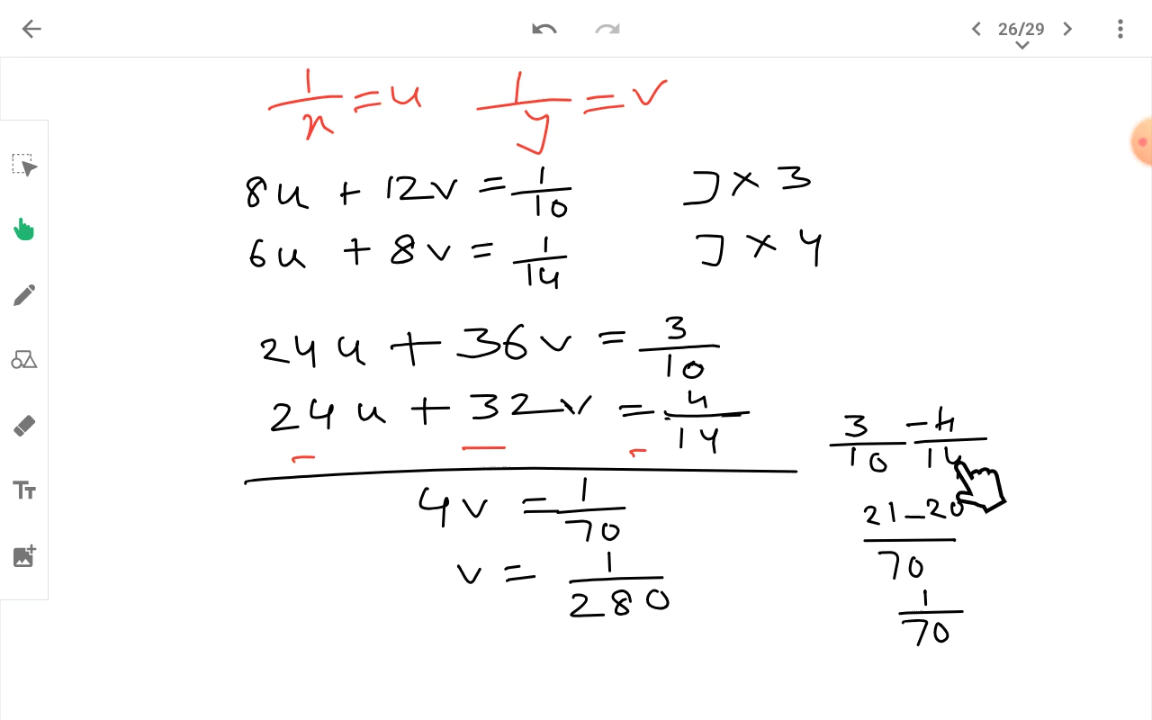 26/29
1/x = u 1/y = v
8u + 12v = 1/10 ] × 3
6u + 8v = 1/14 ] × 4
24u + 36v = 3/10
24u + 32v = 4/14
- - -
4v = 1/70
v = 1/280
3/10 - 4/14
21-20/70
1/70
Tт